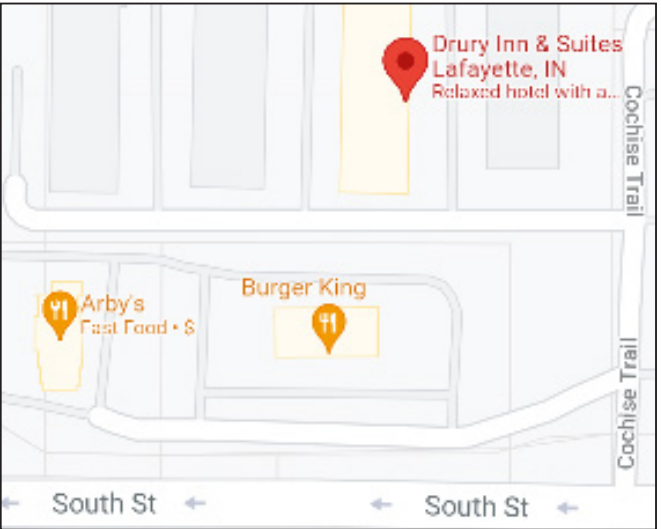 Drury Inn & Suites
Lafayette, IN
Relaxed hotel with a...
Cochise Trail
Burger King
Arby's
Fast Food • $
Cochise Trail
South St
South St